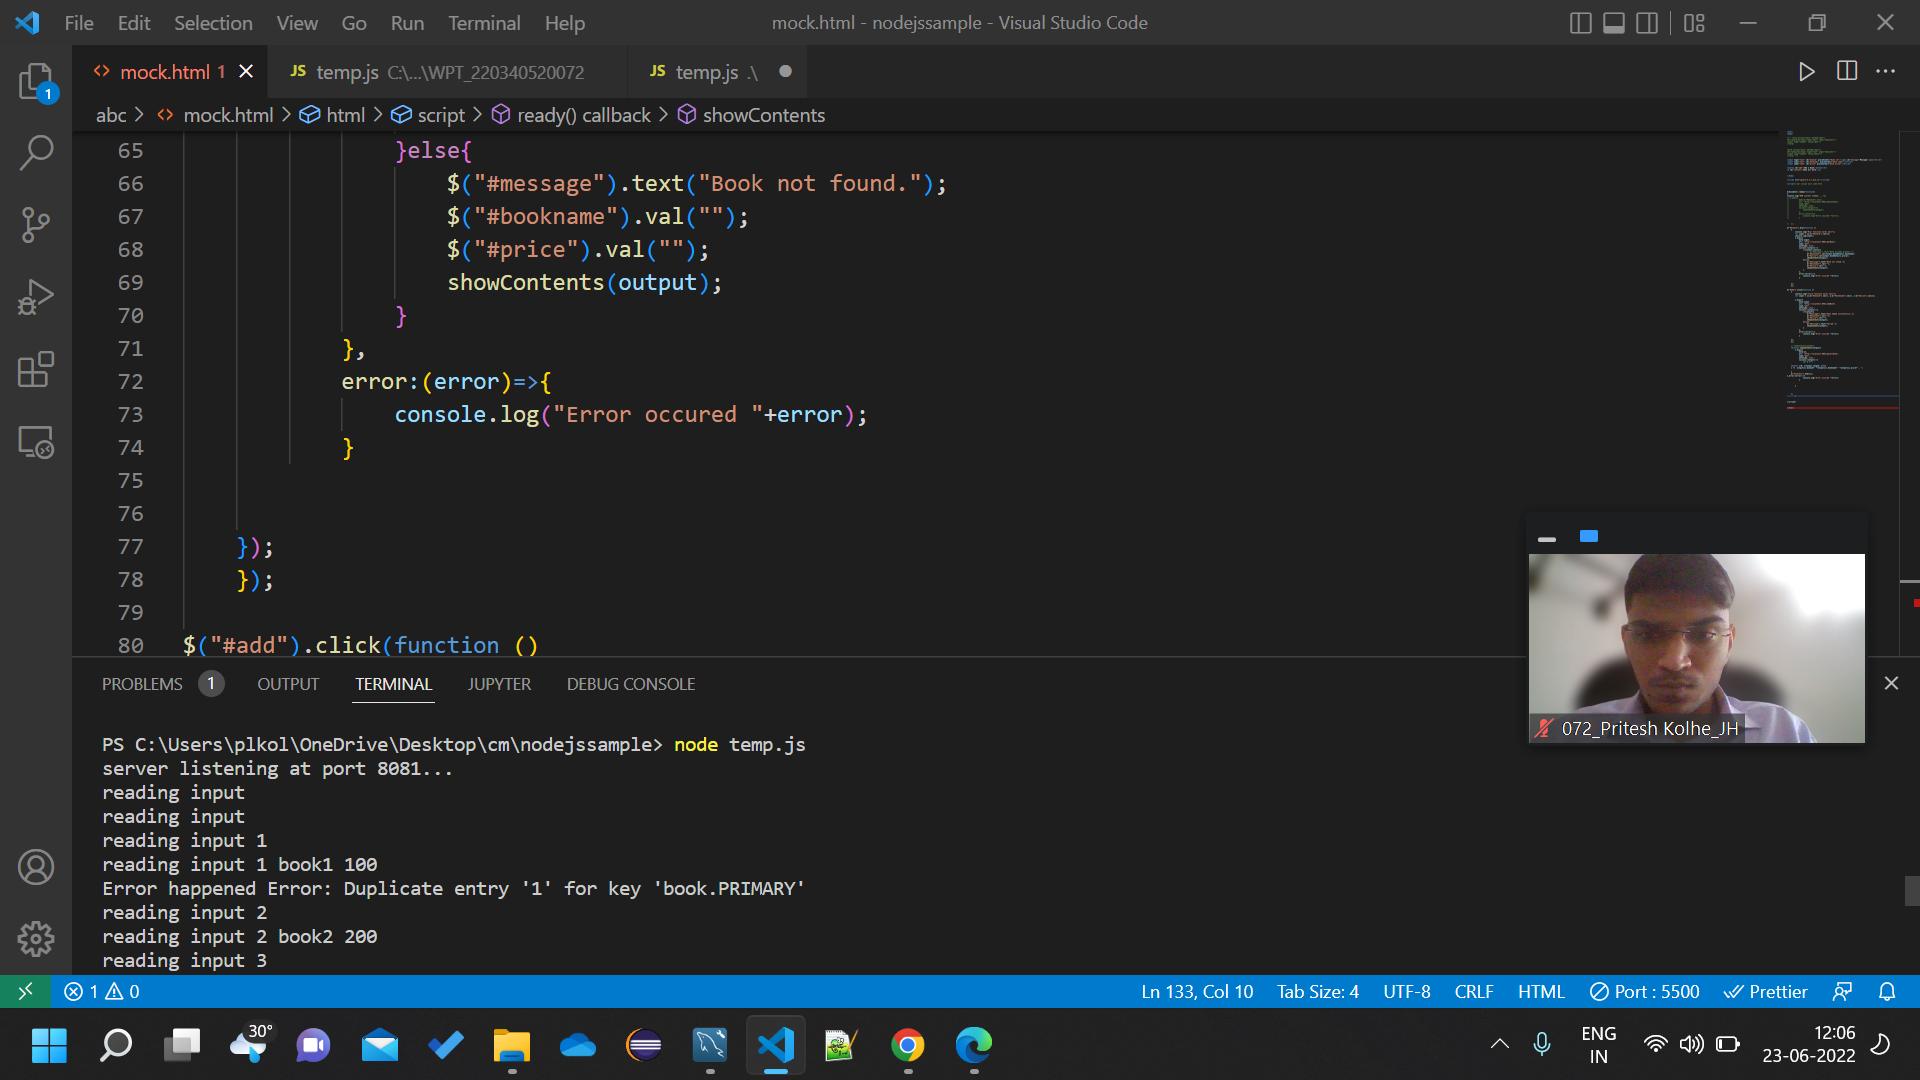 File Edit Selection View Go Run Terminal Help
mock.html - nodejssample - Visual Studio Code
mock.html 1
JS temp.js C:\...\WPT_220340520072
JS temp.js .\
abc > mock.html > html > script > ready() callback > showContents
65 }else{
66 $("#message").text("Book not found.");
67 $("#bookname").val("");
68 $("#price").val("");
69 showContents(output);
70 }
71 },
72 error:(error)=>{
73 console.log("Error occured "+error);
74 }
75
76
77 });
78 });
79
80 $("#add").click(function ()
1
PROBLEMS 1 OUTPUT TERMINAL JUPYTER DEBUG CONSOLE
072_Pritesh Kolhe_JH
PS C:\Users\plkol\OneDrive\Desktop\cm\nodejssample> node temp.js
server listening at port 8081...
reading input
reading input
reading input 1
reading input 1 book1 100
Error happened Error: Duplicate entry '1' for key 'book.PRIMARY'
reading input 2
reading input 2 book2 200
reading input 3
1 0
Ln 133, Col 10 Tab Size: 4 UTF-8 CRLF HTML Port : 5500 Prettier
30°
ENG
IN
12:06
23-06-2022